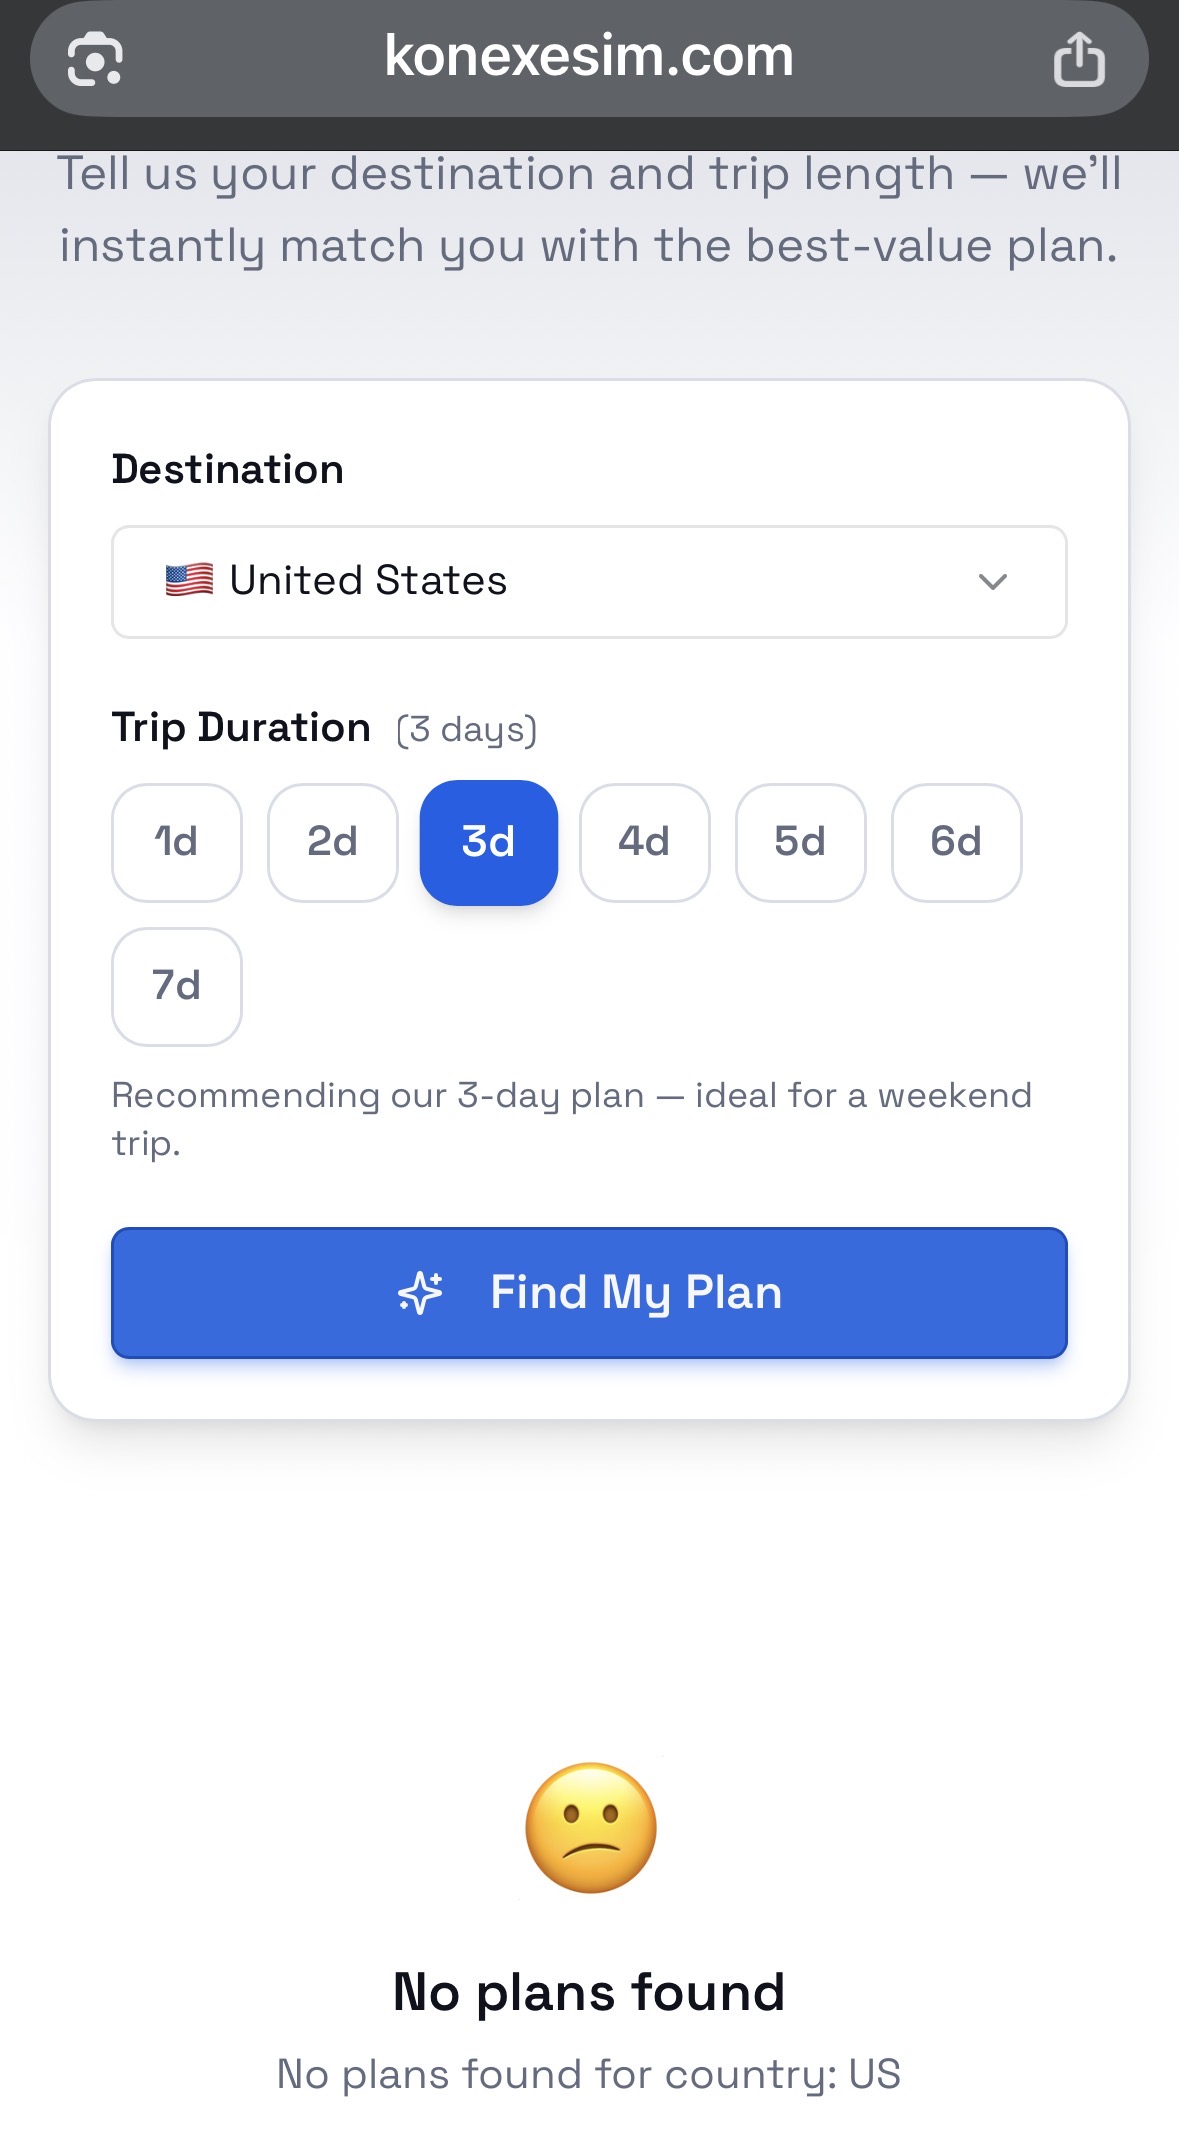 konexesim.com
Tell us your destination and trip length — we'll
instantly match you with the best-value plan.
Destination
🇺🇸 United States
Trip Duration (3 days)
1d 2d 3d 4d 5d 6d
7d
Recommending our 3-day plan — ideal for a weekend
trip.
Find My Plan
No plans found
No plans found for country: US